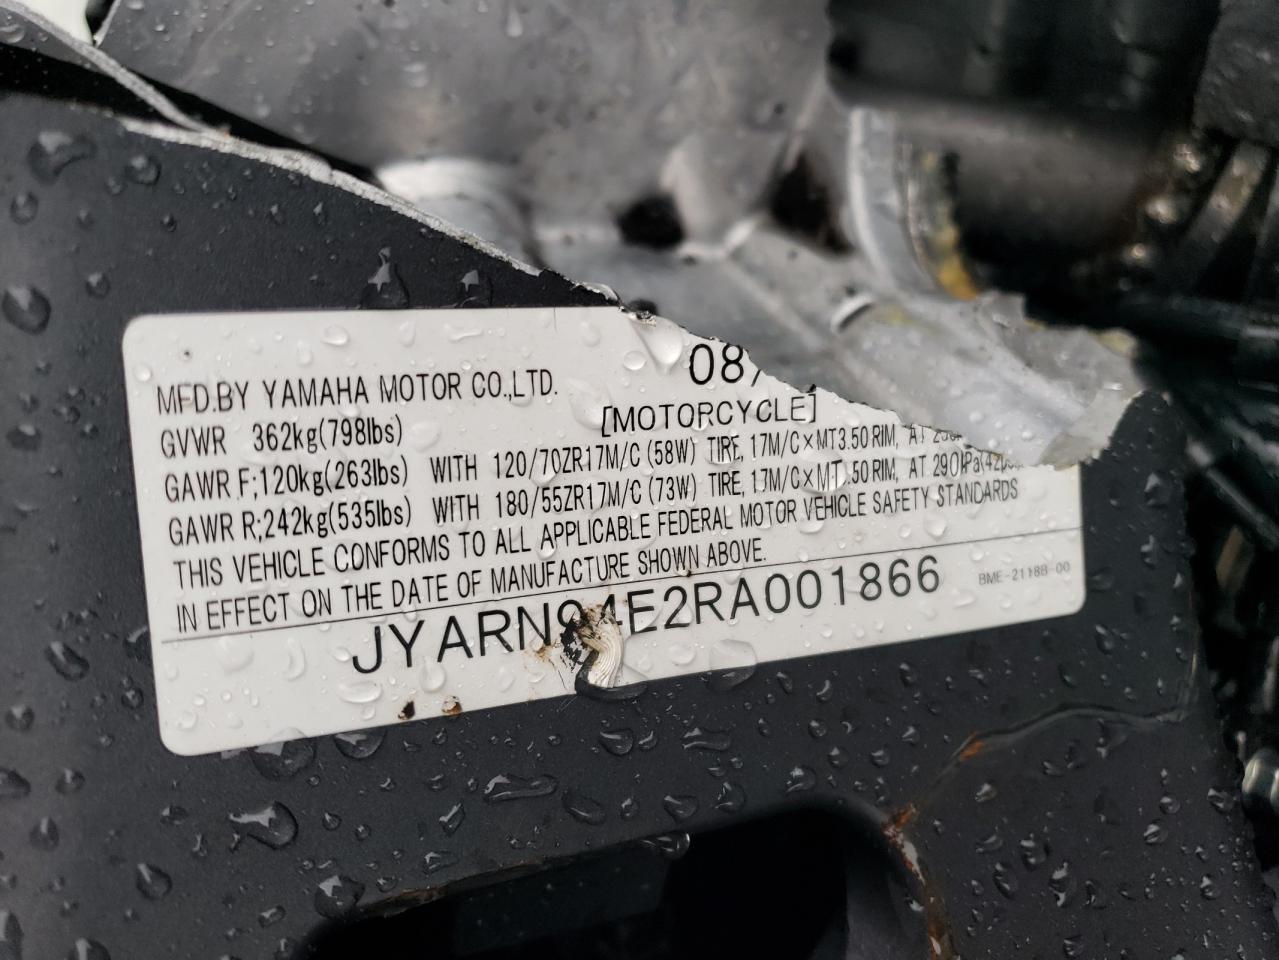 MFD.BY YAMAHA MOTOR CO.,LTD. 08/
GVWR 362kg(798lbs) [MOTORCYCLE]
GAWR F;120kg(263lbs) WITH 120/70ZR17M/C (58W) TIRE, 17M/C×MT3.50 RIM, AT
GAWR R;242kg(535lbs) WITH 180/55ZR17M/C (73W) TIRE, 17M/C×MT .50 RIM, AT 290kPa(42psi,
THIS VEHICLE CONFORMS TO ALL APPLICABLE FEDERAL MOTOR VEHICLE SAFETY STANDARDS
IN EFFECT ON THE DATE OF MANUFACTURE SHOWN ABOVE.
JYARN94E2RA001866 BME-2118B-00